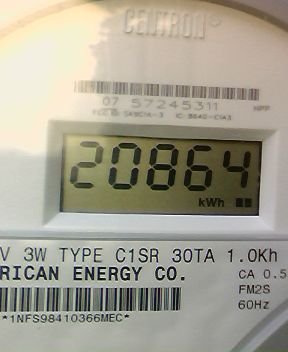 CENTRON®
07 57245311
20864
kWh
V 3W TYPE C1SR 30TA 1.0Kh
RICAN ENERGY CO.
CA 0.5
FM2S
60Hz
*1NFS98410366MEC*